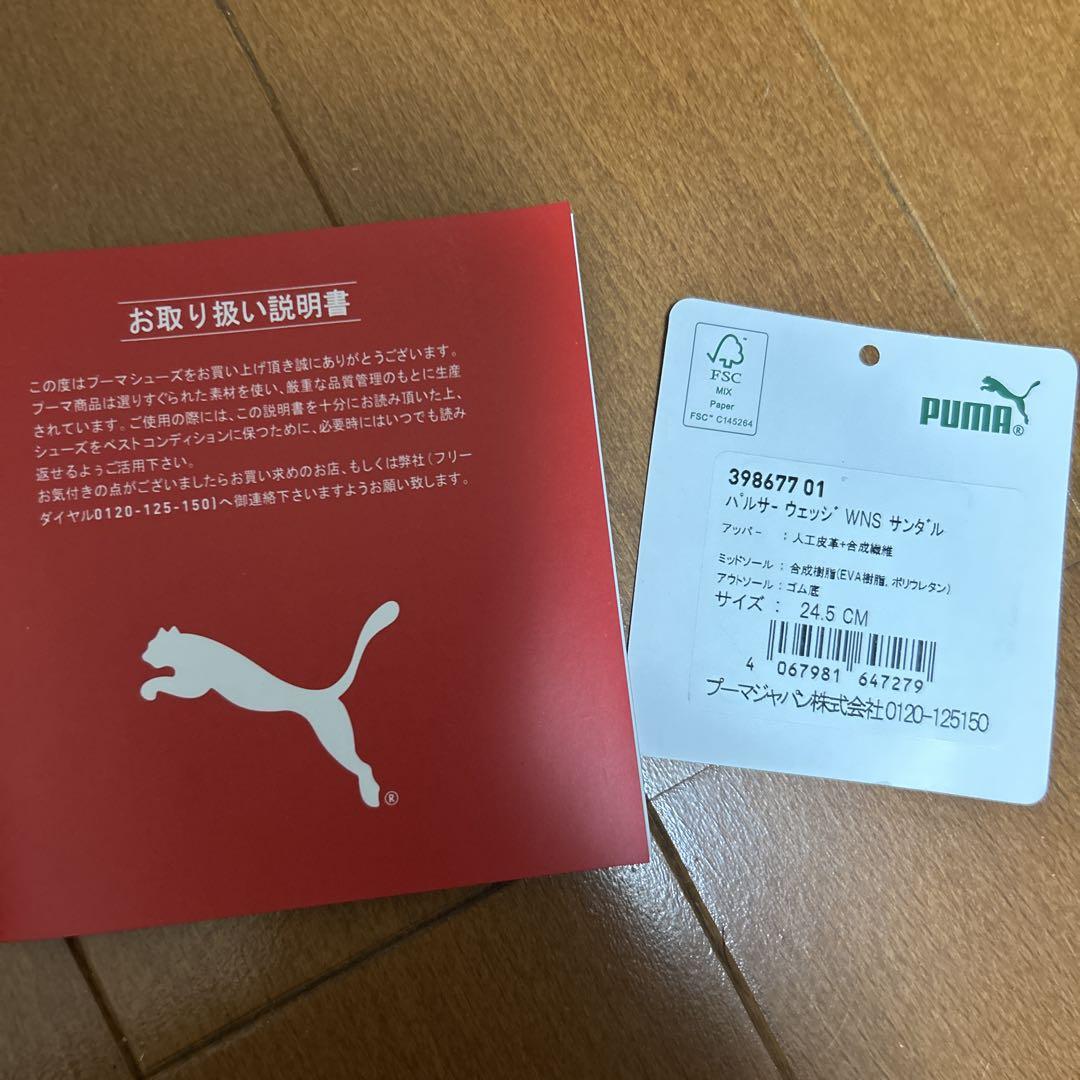 お取り扱い説明書
この度はプーマシューズをお買い上げ頂き誠にありがとうございます。
プーマ商品は選りすぐられた素材を使い、厳重な品質管理のもとに生産
されています。ご使用の際には、この説明書を十分にお読み頂いた上、
シューズをベストコンディションに保つために、必要時にはいつでも読み
返せるよぅご活用下さい。
お気付きの点がございましたらお買い求めのお店、もしくは弊社(フリー
ダイヤル0120-125-150)へ御連絡下さいますようお願い致します。
®
FSC
MIX
Paper
FSC™ C145264
PUMA®
398677 01
パルサー ウェッジ WNS サンダル
アッパー ：人工皮革+合成繊維
ミッドソール：合成樹脂(EVA樹脂, ポリウレタン)
アウトソール：ゴム底
サイズ： 24.5 CM
4 067981 647279
プーマジャパン株式会社0120-125150